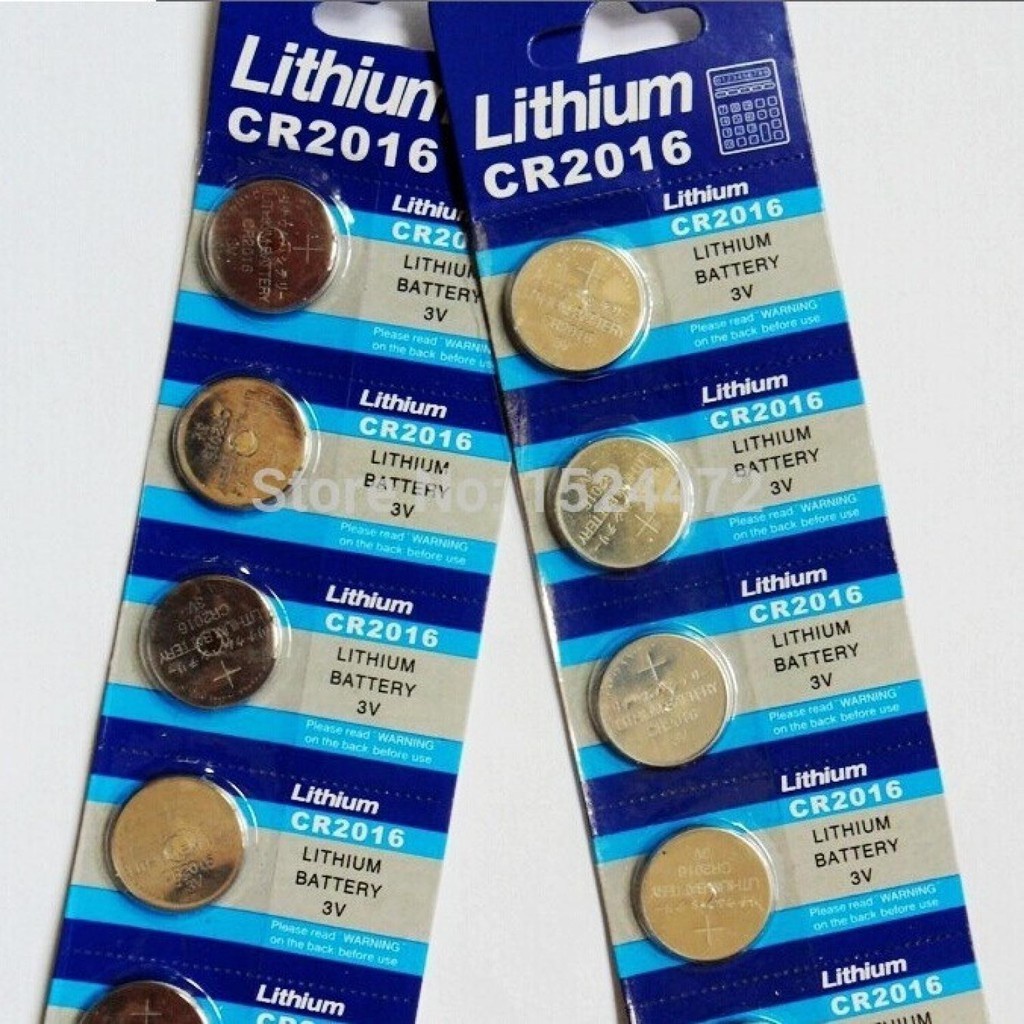 Lithium
CR2016
Lithium
CR20
LITHIU
BATTERY
3V
Please read "WARNIN
on the back before use
Lithium
CR2016
LITHIUM
BATTERY
3V
Please read "WARNING
on the back before use
Lithium
CR2016
LITHIUM
BATTERY
3V
Please read "WARNING
on the back before use
Lithium
CR2016
LITHIUM
BATTERY
3V
Please read "WARNING
on the back before use
Lithium
CR2016
Lithium
CR2016
Lithium
CR2016
LITHIUM
BATTERY
3V
Please read "WARNING
on the back before use
Lithium
CR2016
LITHIUM
BATTERY
3V
Please read "WARNING
on the back before use
Lithium
CR2016
LITHIUM
BATTERY
3V
Please read "WARNING
on the back before use
Lithium
CR2016
LITHIUM
BATTERY
3V
Please read "WARNING
on the back before use
Lithium
CR2016
Store No: 1524472